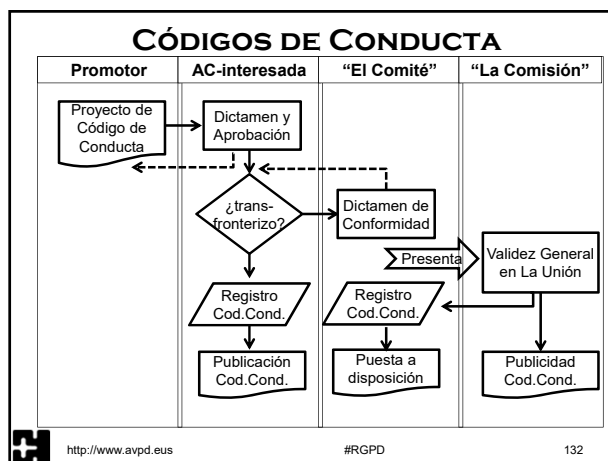 CÓDIGOS DE CONDUCTA
Promotor
AC-interesada
“El Comité”
“La Comisión”
Proyecto de
Código de
Conducta
Dictamen y
Aprobación
¿trans-
fronterizo?
Dictamen de
Conformidad
Presenta
Validez General
en La Unión
Registro
Cod.Cond.
Registro
Cod.Cond.
Publicación
Cod.Cond.
Puesta a
disposición
Publicidad
Cod.Cond.
http://www.avpd.eus
#RGPD
132